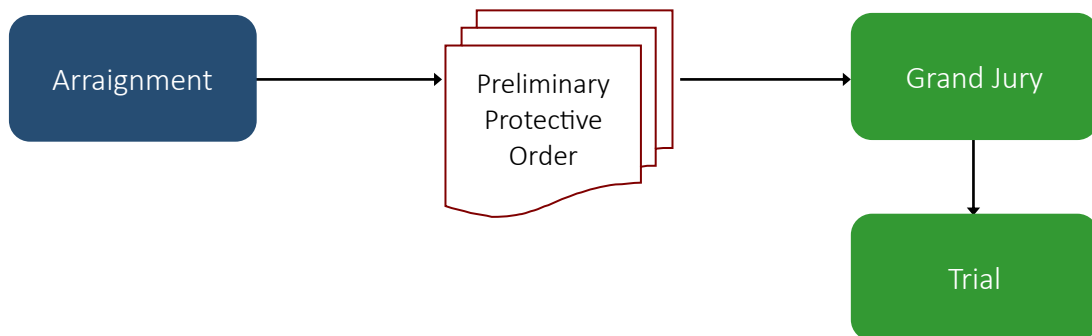 Arraignment
Preliminary
Protective
Order
Grand Jury
Trial